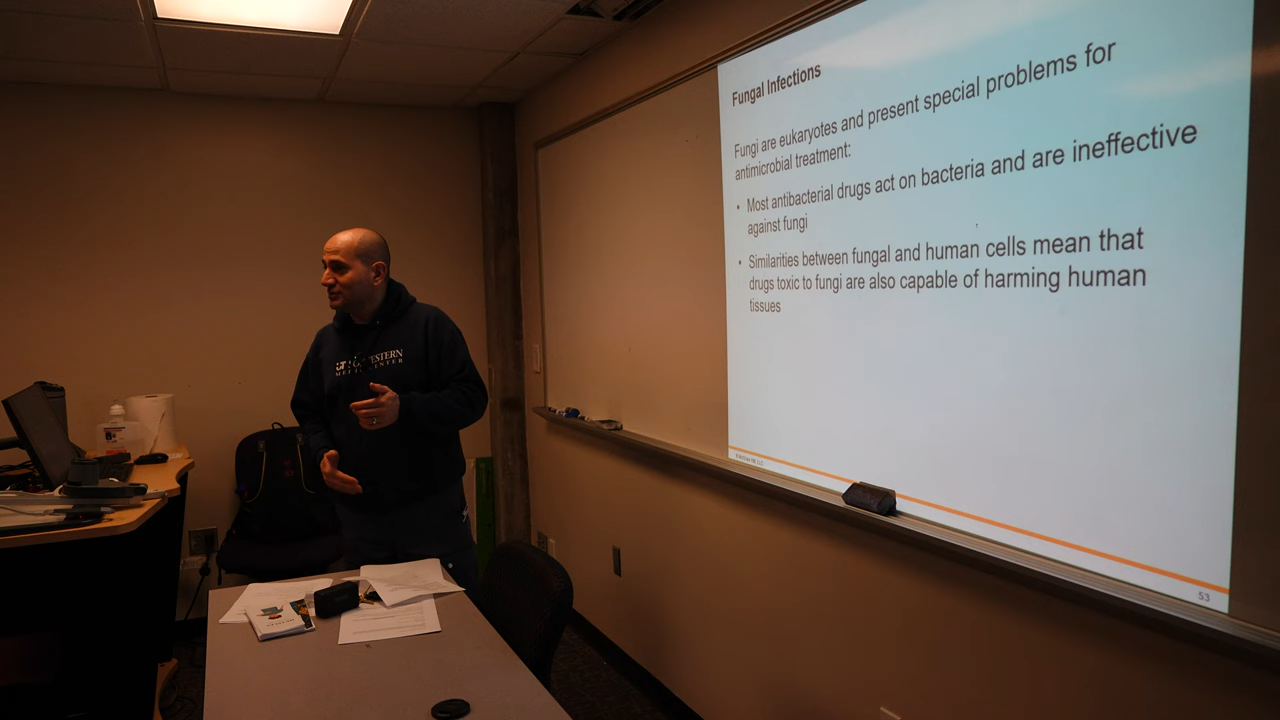 Fungal Infections
Fungi are eukaryotes and present special problems for
antimicrobial treatment:
• Most antibacterial drugs act on bacteria and are ineffective
against fungi
• Similarities between fungal and human cells mean that
drugs toxic to fungi are also capable of harming human
tissues
53
UT SOUTHWESTERN
MEDICAL CENTER